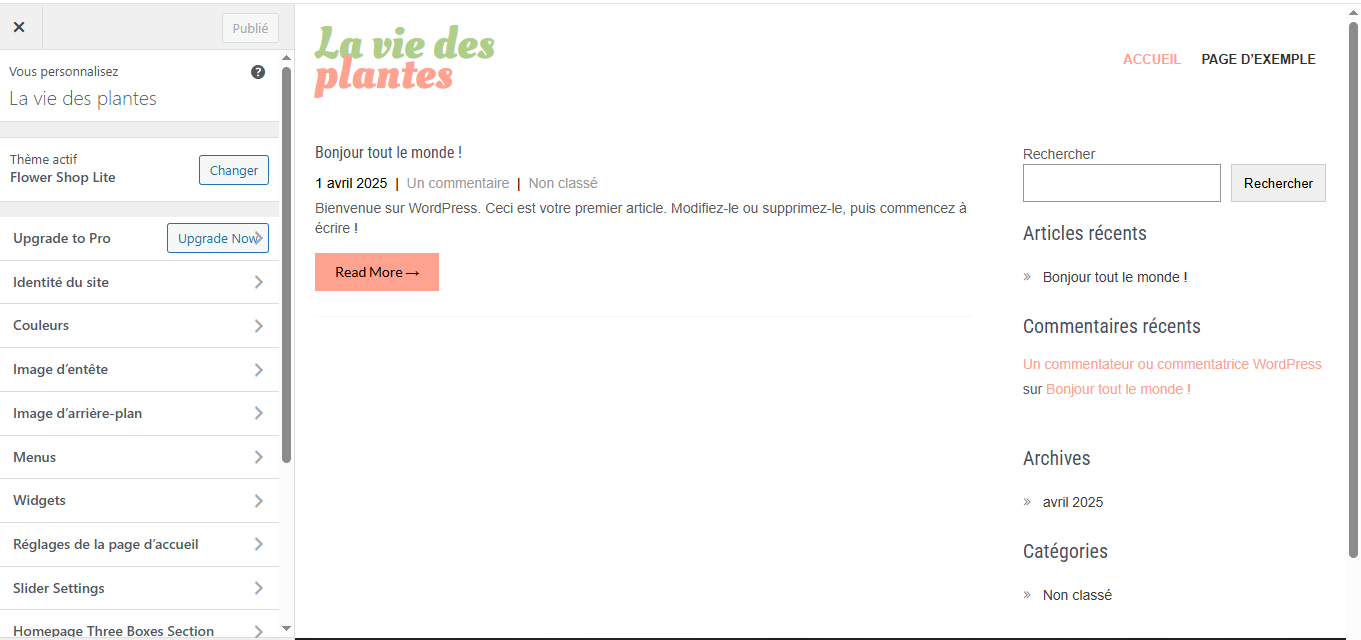 Publié
Vous personnalisez
La vie des plantes
Thème actif
Flower Shop Lite
Changer
Upgrade to Pro
Upgrade Now
Identité du site
Couleurs
Image d’entête
Image d’arrière-plan
Menus
Widgets
Réglages de la page d’accueil
Slider Settings
Homepage Three Boxes Section
La vie des
plantes
ACCUEIL
PAGE D’EXEMPLE
Bonjour tout le monde !
1 avril 2025 | Un commentaire | Non classé
Bienvenue sur WordPress. Ceci est votre premier article. Modifiez-le ou supprimez-le, puis commencez à
écrire !
Read More →
Rechercher
Rechercher
Articles récents
» Bonjour tout le monde !
Commentaires récents
Un commentateur ou commentatrice WordPress
sur Bonjour tout le monde !
Archives
» avril 2025
Catégories
» Non classé